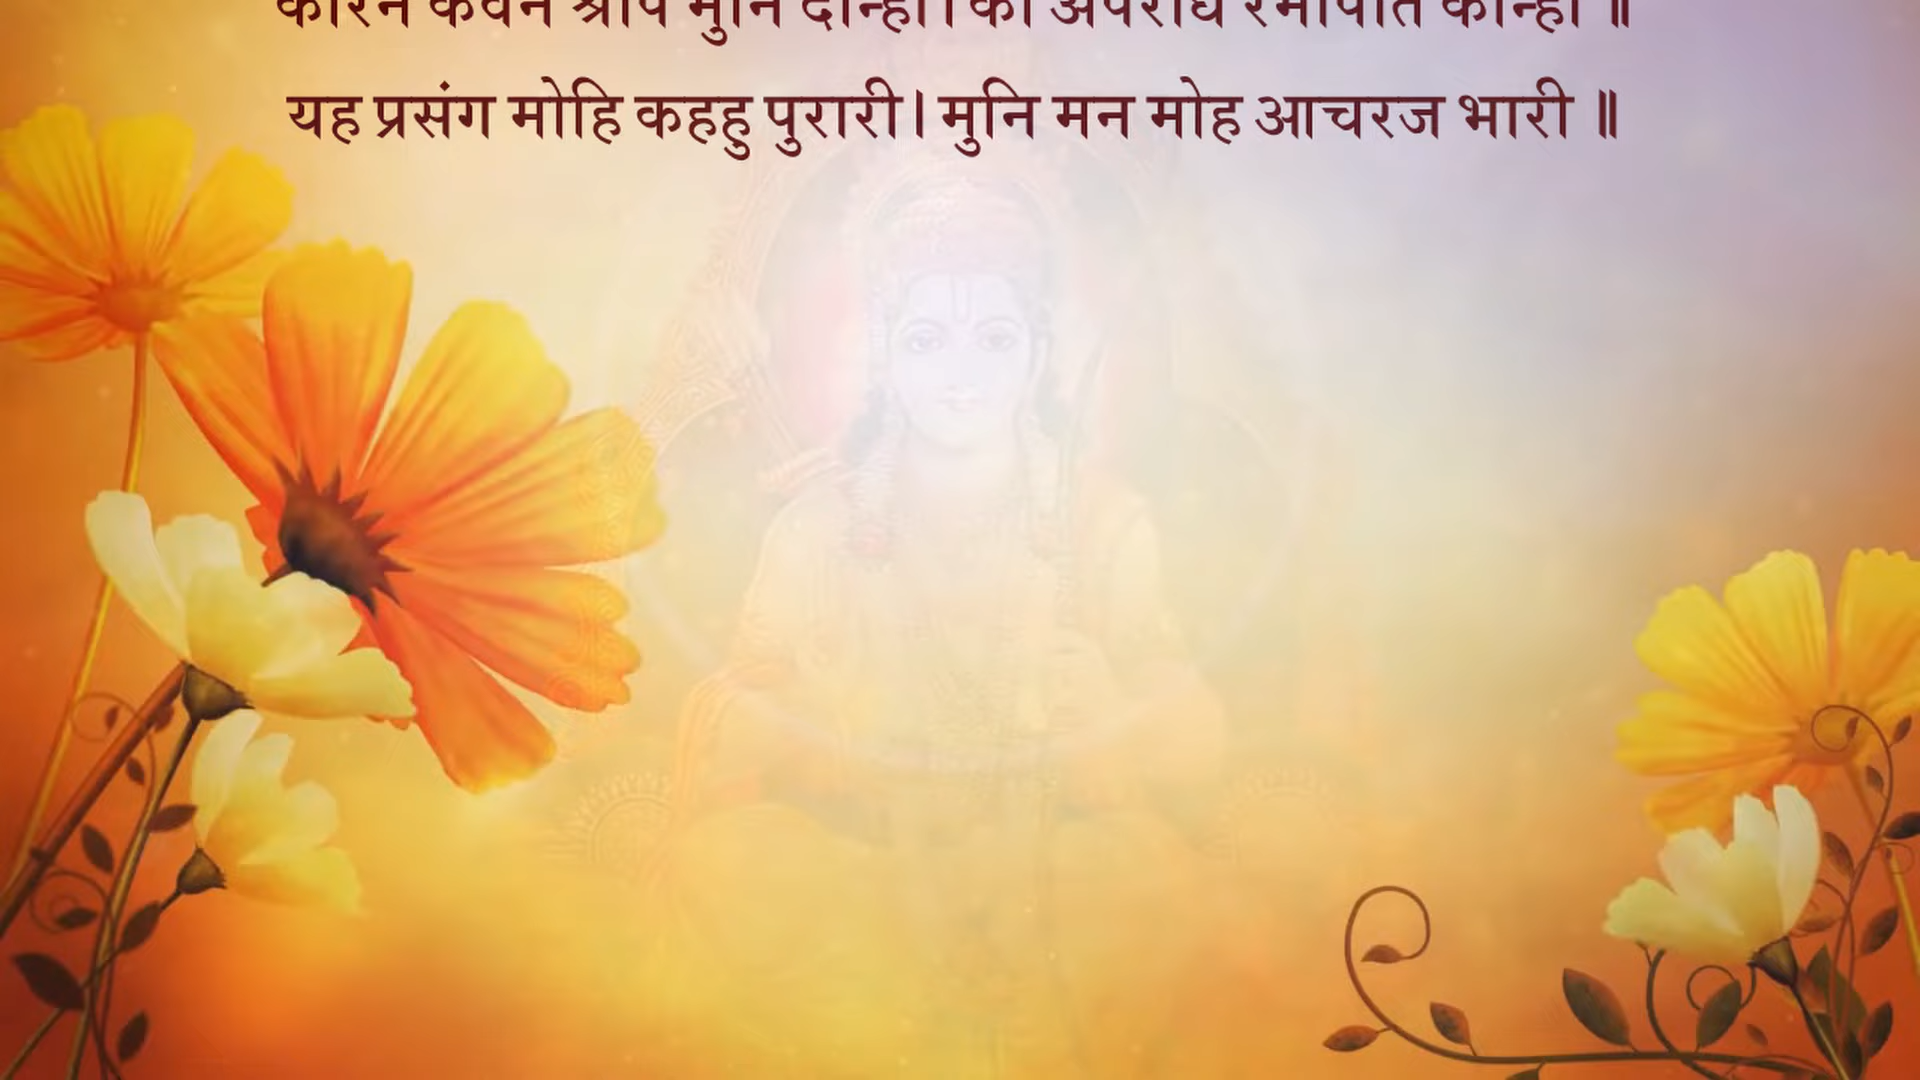 कारन कवन श्राप मुनि दीन्हा। का अपराध रमापति कीन्हा ॥
यह प्रसंग मोहि कहहु पुरारी। मुनि मन मोह आचरज भारी ॥